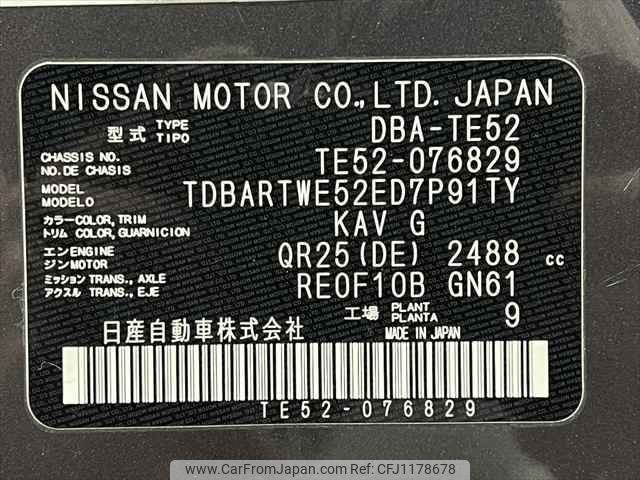 NISSAN MOTOR CO.,LTD. JAPAN
型式 TYPE TIPO DBA-TE52
CHASSIS NO. NO.DE CHASIS TE52-076829
MODEL MODELO TDBARTWE52ED7P91TY
カラー COLOR, TRIM トリム COLOR, GUARNICION KAV G
エンジン ENGINE MOTOR QR25(DE) 2488 cc
ミッション TRANS., AXLE アクスル TRANS., EJE RE0F10B GN61
工場 PLANT PLANTA 9
日産自動車株式会社 MADE IN JAPAN
TE52-076829
www.CarFromJapan.com © CarFromJapan.com CFJ1178678